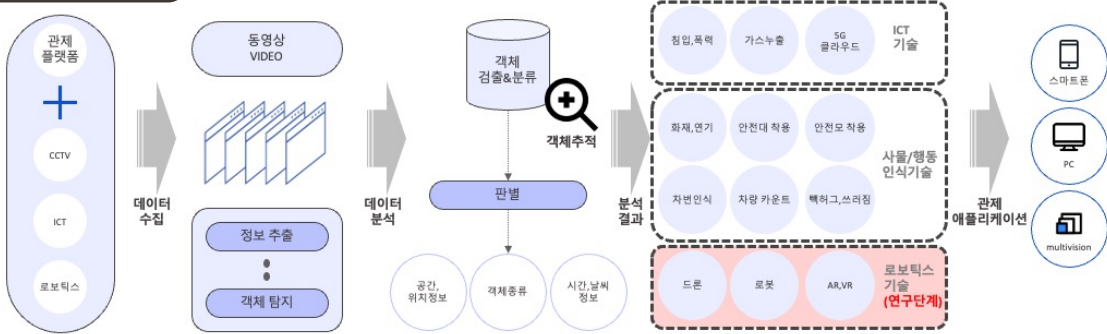 관제
플랫폼
CCTV
ICT
로보틱스
데이터
수집
동영상
VIDEO
정보 추출
객체 탐지
데이터
분석
객체
검출&분류
객체추적
판별
공간,
위치정보
객체종류
시간,날씨
정보
분석
결과
침입,폭력
가스누출
5G
클라우드
ICT
기술
화재,연기
안전대 착용
안전모 착용
사물/행동
인식기술
차번인식
차량 카운트
빽허그,쓰러짐
드론
로봇
AR,VR
로보틱스
기술
(연구단계)
관제
애플리케이션
스마트폰
PC
multivision